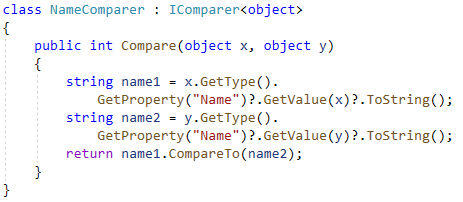 class NameComparer : IComparer<object>
{
    public int Compare(object x, object y)
    {
        string name1 = x.GetType().
            GetProperty("Name")?.GetValue(x)?.ToString();
        string name2 = y.GetType().
            GetProperty("Name")?.GetValue(y)?.ToString();
        return name1.CompareTo(name2);
    }
}